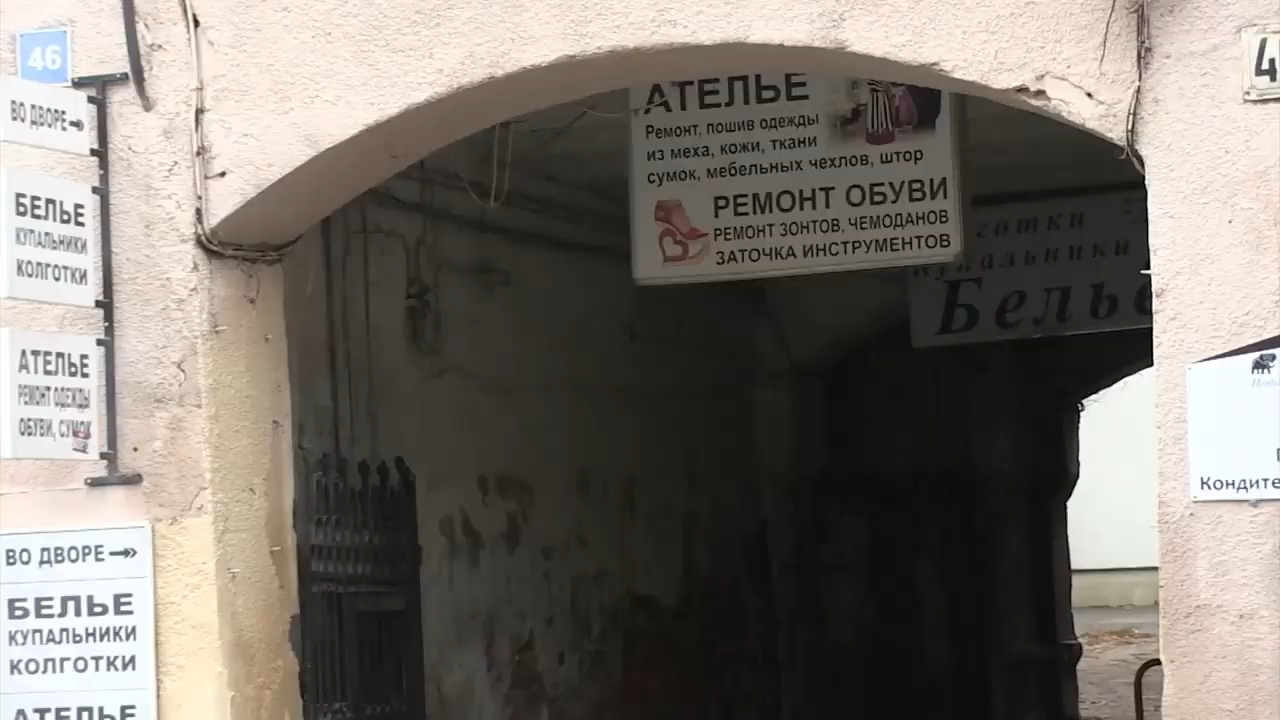 46
ВО ДВОРЕ
БЕЛЬЕ
КУПАЛЬНИКИ
КОЛГОТКИ
АТЕЛЬЕ
РЕМОНТ ОДЕЖДЫ
ОБУВИ, СУМОК
ВО ДВОРЕ
БЕЛЬЕ
КУПАЛЬНИКИ
КОЛГОТКИ
АТЕЛЬЕ
АТЕЛЬЕ
Ремонт, пошив одежды
из меха, кожи, ткани
сумок, мебельных чехлов, штор
РЕМОНТ ОБУВИ
РЕМОНТ ЗОНТОВ, ЧЕМОДАНОВ
ЗАТОЧКА ИНСТРУМЕНТОВ
готки
купальники
Белье
4
Кондите